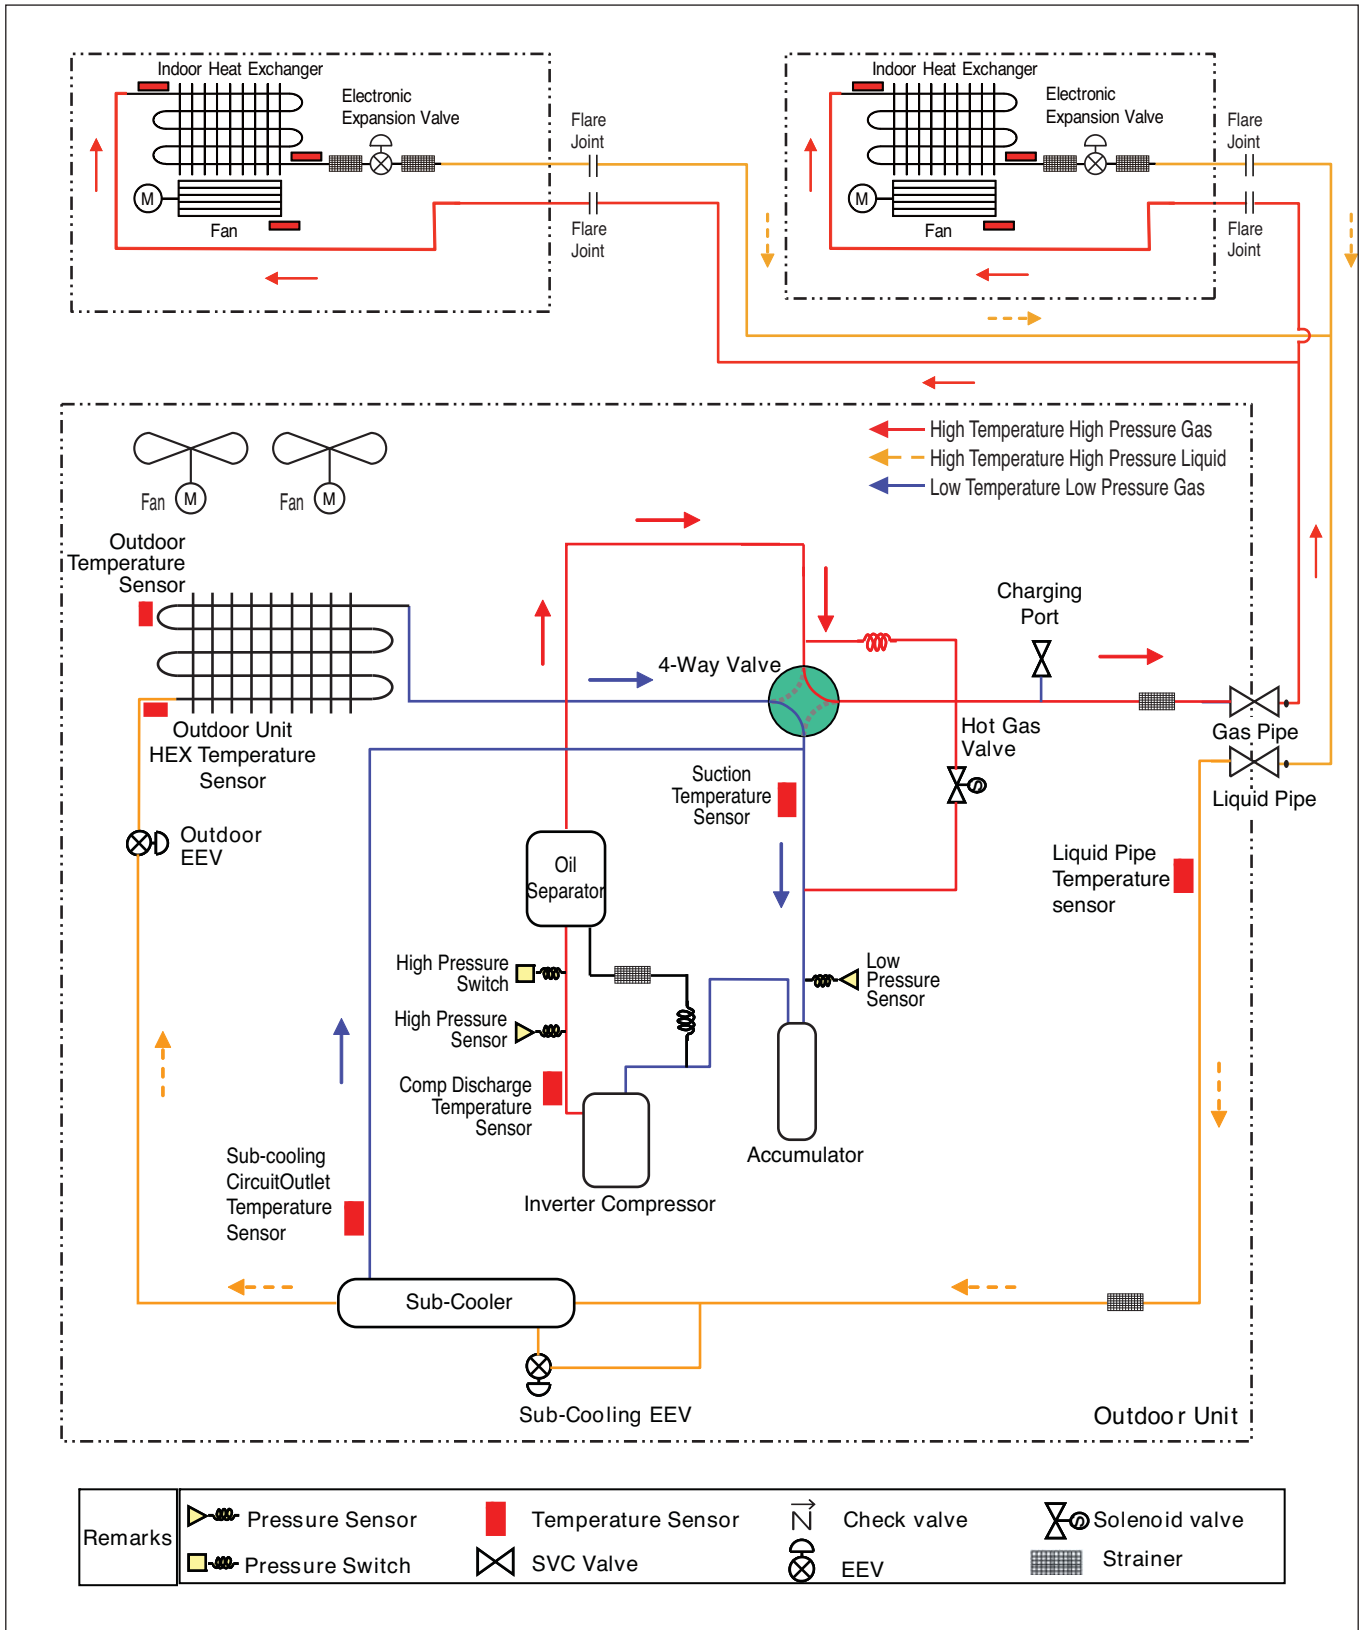 Indoor Heat Exchanger
Electronic
Expansion Valve
Flare
Joint
M
Fan
Flare
Joint
Indoor Heat Exchanger
Electronic
Expansion Valve
Flare
Joint
M
Fan
Flare
Joint
High Temperature High Pressure Gas
High Temperature High Pressure Liquid
Low Temperature Low Pressure Gas
Fan
M
Fan
M
Outdoor
Temperature
Sensor
Charging
Port
4-Way Valve
Outdoor Unit
HEX Temperature
Sensor
Hot Gas
Valve
S
Gas Pipe
Liquid Pipe
Suction
Temperature
Sensor
Outdoor
EEV
Oil
Separator
Liquid Pipe
Temperature
sensor
High Pressure
Switch
Low
Pressure
Sensor
High Pressure
Sensor
Comp Discharge
Temperature
Sensor
Accumulator
Inverter Compressor
Sub-cooling
CircuitOutlet
Temperature
Sensor
Sub-Cooler
Sub-Cooling EEV
Outdoor Unit
Remarks
Pressure Sensor
Temperature Sensor
Check valve
S
Solenoid valve
Pressure Switch
SVC Valve
EEV
Strainer